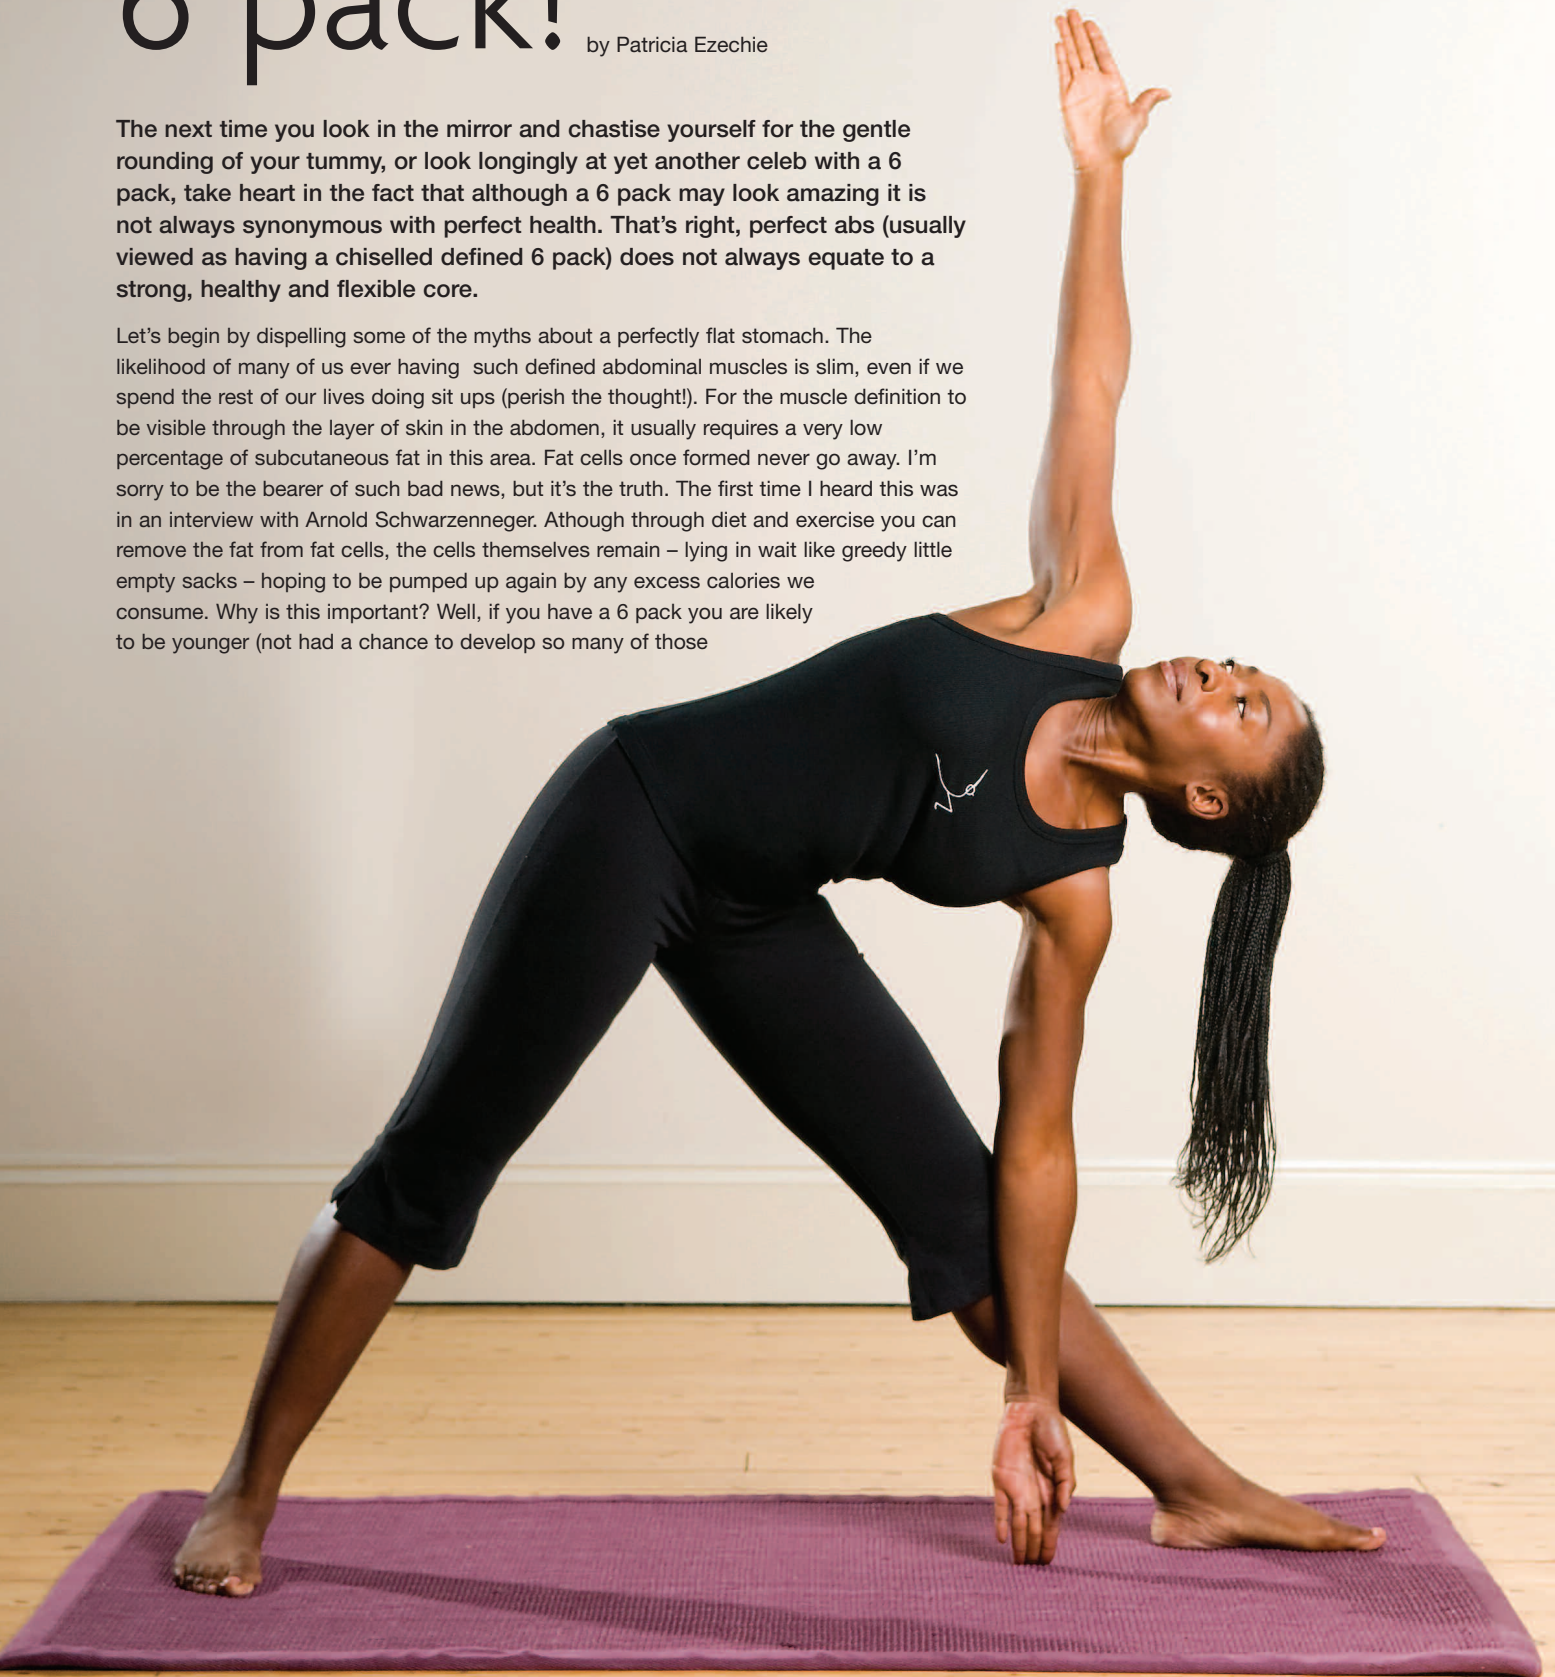 6 pack!
by Patricia Ezechie
The next time you look in the mirror and chastise yourself for the gentle
rounding of your tummy, or look longingly at yet another celeb with a 6
pack, take heart in the fact that although a 6 pack may look amazing it is
not always synonymous with perfect health. That’s right, perfect abs (usually
viewed as having a chiselled defined 6 pack) does not always equate to a
strong, healthy and flexible core.
Let’s begin by dispelling some of the myths about a perfectly flat stomach. The
likelihood of many of us ever having such defined abdominal muscles is slim, even if we
spend the rest of our lives doing sit ups (perish the thought!). For the muscle definition to
be visible through the layer of skin in the abdomen, it usually requires a very low
percentage of subcutaneous fat in this area. Fat cells once formed never go away. I’m
sorry to be the bearer of such bad news, but it’s the truth. The first time I heard this was
in an interview with Arnold Schwarzenneger. Athough through diet and exercise you can
remove the fat from fat cells, the cells themselves remain – lying in wait like greedy little
empty sacks – hoping to be pumped up again by any excess calories we
consume. Why is this important? Well, if you have a 6 pack you are likely
to be younger (not had a chance to develop so many of those